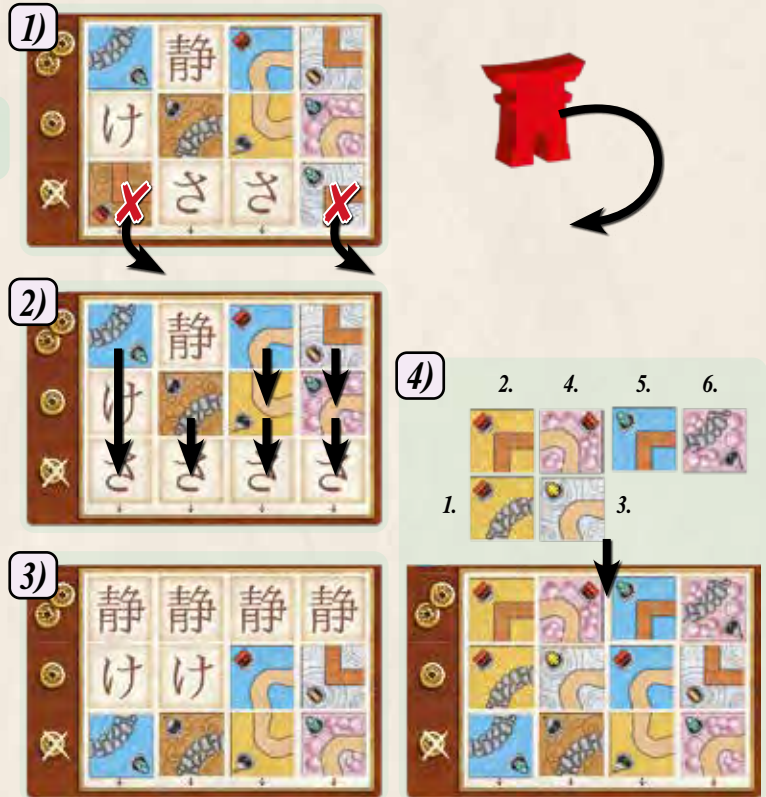 1)
静
け
さ さ
2)
静
け
さ さ さ さ
3)
静 静 静 静
け け
4)
2. 4. 5. 6.
1. 3.